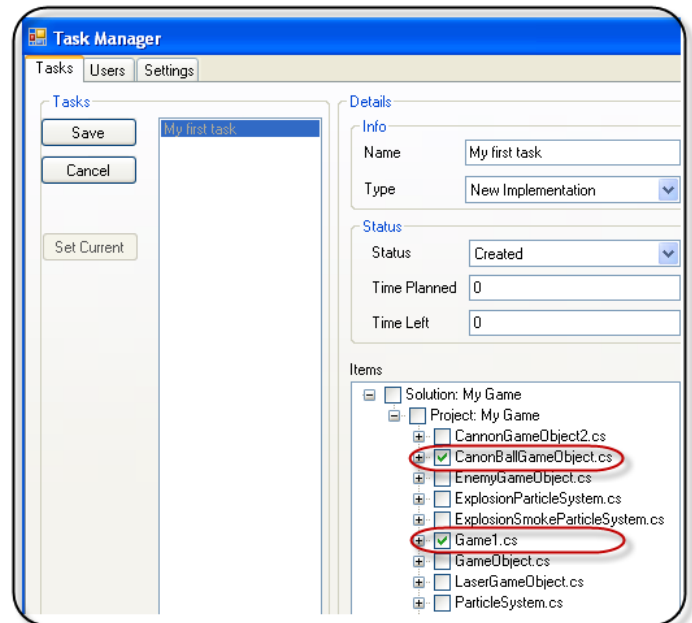 Task Manager
Tasks Users Settings
Tasks
Save
Cancel
Set Current
My first task
Details
Info
Name My first task
Type New Implementation
Status
Status Created
Time Planned 0
Time Left 0
Items
Solution: My Game
Project: My Game
CannonGameObject2.cs
CanonBallGameObject.cs
EnemyGameObject.cs
ExplosionParticleSystem.cs
ExplosionSmokeParticleSystem.cs
Game1.cs
GameObject.cs
LaserGameObject.cs
ParticleSystem.cs